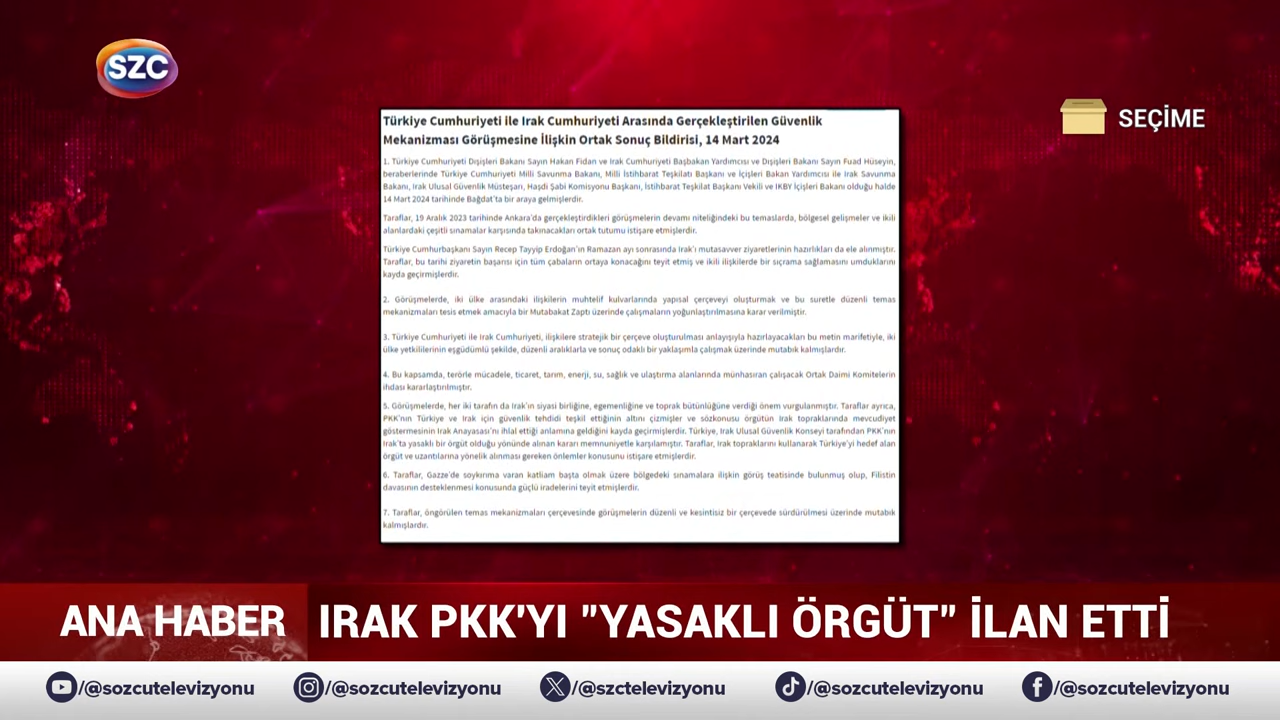 SZC
SEÇİME
Türkiye Cumhuriyeti ile Irak Cumhuriyeti Arasında Gerçekleştirilen Güvenlik
Mekanizması Görüşmesine İlişkin Ortak Sonuç Bildirisi, 14 Mart 2024
1. Türkiye Cumhuriyeti Dışişleri Bakanı Sayın Hakan Fidan ve Irak Cumhuriyeti Başbakan Yardımcısı ve Dışişleri Bakanı Sayın Fuad Hüseyin,
beraberlerinde Türkiye Cumhuriyeti Milli Savunma Bakanı, Milli İstihbarat Teşkilatı Başkanı ve İçişleri Bakan Yardımcısı ile Irak Savunma
Bakanı, Irak Ulusal Güvenlik Müsteşarı, Haşdi Şabi Komisyonu Başkanı, İstihbarat Teşkilat Başkanı Vekili ve IKBY İçişleri Bakanı olduğu halde
14 Mart 2024 tarihinde Bağdat'ta bir araya gelmişlerdir.
Taraflar, 19 Aralık 2023 tarihinde Ankara'da gerçekleştirdikleri görüşmelerin devamı niteliğindeki bu temaslarda, bölgesel gelişmeler ve ikili
alanlardaki çeşitli sınamalar karşısında takınacakları ortak tutumu istişare etmişlerdir.
Türkiye Cumhurbaşkanı Sayın Recep Tayyip Erdoğan'ın Ramazan ayı sonrasında Irak'ı mutasavver ziyaretlerinin hazırlıkları da ele alınmıştır.
Taraflar, bu tarihi ziyaretin başarısı için tüm çabaların ortaya konacağını teyit etmiş ve ikili ilişkilerde bir sıçrama sağlamasını umduklarını
kayda geçirmişlerdir.
2. Görüşmelerde, iki ülke arasındaki ilişkilerin muhtelif kulvarlarında yapısal çerçeveyi oluşturmak ve bu suretle düzenli temas
mekanizmaları tesis etmek amacıyla bir Mutabakat Zaptı üzerinde çalışmaların yoğunlaştırılmasına karar verilmiştir.
3. Türkiye Cumhuriyeti ile Irak Cumhuriyeti, ilişkilere stratejik bir çerçeve oluşturulması anlayışıyla hazırlayacakları bu metin marifetiyle, iki
ülke yetkililerinin eşgüdümlü şekilde, düzenli aralıklarla ve sonuç odaklı bir yaklaşımla çalışmak üzerinde mutabık kalmışlardır.
4. Bu kapsamda, terörle mücadele, ticaret, tarım, enerji, su, sağlık ve ulaştırma alanlarında münhasıran çalışacak Ortak Daimi Komitelerin
ihdası kararlaştırılmıştır.
5. Görüşmelerde, her iki tarafın da Irak'ın siyasi birliğine, egemenliğine ve toprak bütünlüğüne verdiği önem vurgulanmıştır. Taraflar ayrıca,
PKK'nın Türkiye ve Irak için güvenlik tehdidi teşkil ettiğinin altını çizmişler ve sözkonusu örgütün Irak topraklarında mevcudiyet
göstermesinin Irak Anayasası'nı ihlal ettiği anlamına geldiğini kayda geçirmişlerdir. Türkiye, Irak Ulusal Güvenlik Konseyi tarafından PKK'nın
Irak'ta yasaklı bir örgüt olduğu yönünde alınan kararı memnuniyetle karşılamıştır. Taraflar, Irak topraklarını kullanarak Türkiye'yi hedef alan
örgüt ve uzantılarına yönelik alınması gereken önlemler konusunu istişare etmişlerdir.
6. Taraflar, Gazze'de soykırıma varan katliam başta olmak üzere bölgedeki sınamalara ilişkin görüş teatisinde bulunmuş olup, Filistin
davasının desteklenmesi konusunda güçlü iradelerini teyit etmişlerdir.
7. Taraflar, öngörülen temas mekanizmaları çerçevesinde görüşmelerin düzenli ve kesintisiz bir çerçevede sürdürülmesi üzerinde mutabık
kalmışlardır.
ANA HABER IRAK PKK'YI "YASAKLI ÖRGÜT" İLAN ETTİ
/@sozcutelevizyonu /@sozcutelevizyonu /@szctelevizyonu /@sozcutelevizyonu /@sozcutelevizyonu